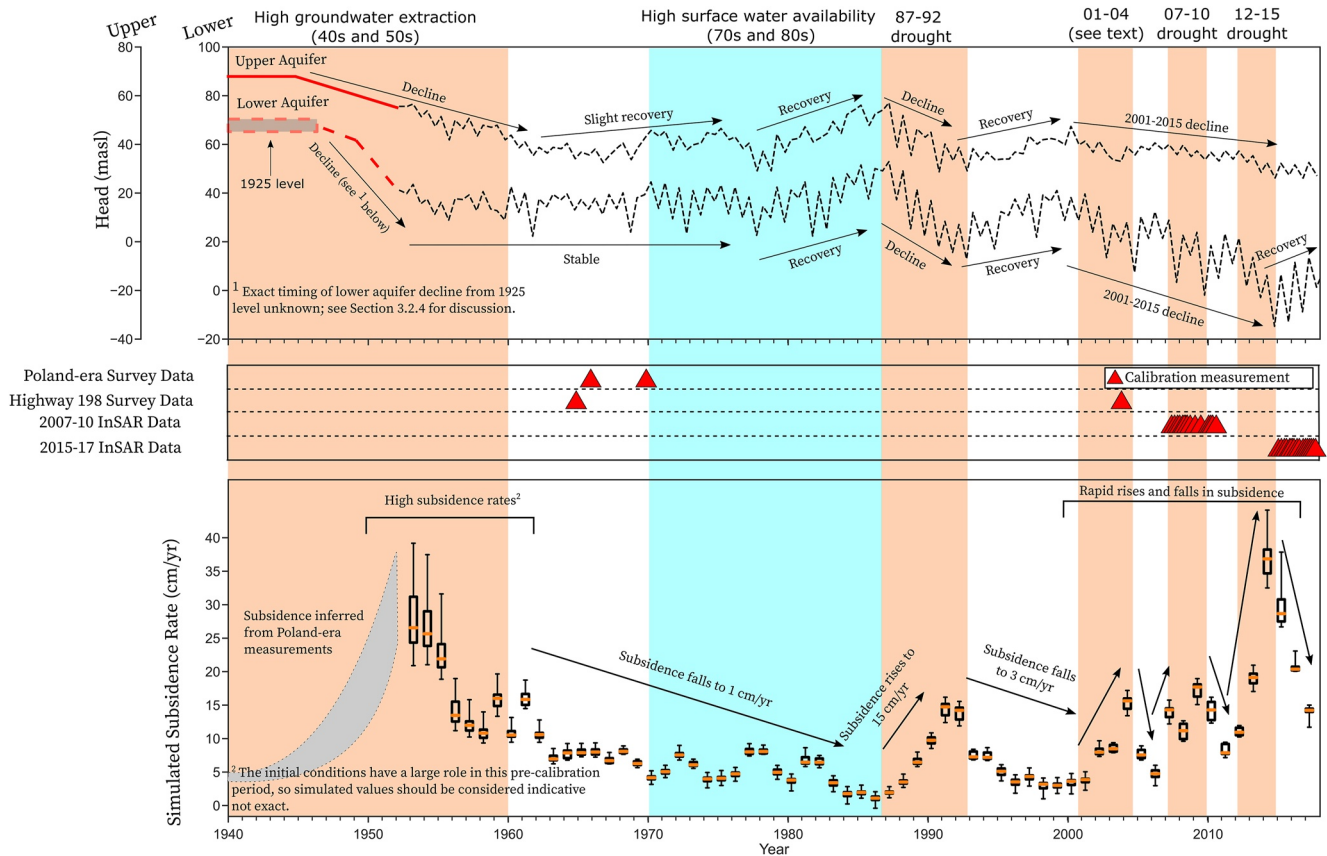 Upper
Lower
High groundwater extraction
(40s and 50s)
High surface water availability
(70s and 80s)
87-92
drought
01-04
(see text)
07-10
drought
12-15
drought
80
60
40
20
0
−20
−40
100
80
60
40
20
0
−20
Head (masl)
Upper Aquifer
Lower Aquifer
1925 level
Decline
Decline (see 1 below)
Slight recovery
Stable
Recovery
Recovery
Decline
Decline
Recovery
Recovery
2001-2015 decline
2001-2015 decline
Recovery
1 Exact timing of lower aquifer decline from 1925
level unknown; see Section 3.2.4 for discussion.
Poland-era Survey Data
Highway 198 Survey Data
2007-10 InSAR Data
2015-17 InSAR Data
Calibration measurement
Simulated Subsidence Rate (cm/yr)
40
35
30
25
20
15
10
5
0
High subsidence rates2
Subsidence inferred
from Poland-era
measurements
Subsidence falls to 1 cm/yr
Subsidence rises to
15 cm/yr
Subsidence falls
to 3 cm/yr
Rapid rises and falls in subsidence
2 The initial conditions have a large role in this pre-calibration
period, so simulated values should be considered indicative
not exact.
1940
1950
1960
1970
1980
1990
2000
2010
Year